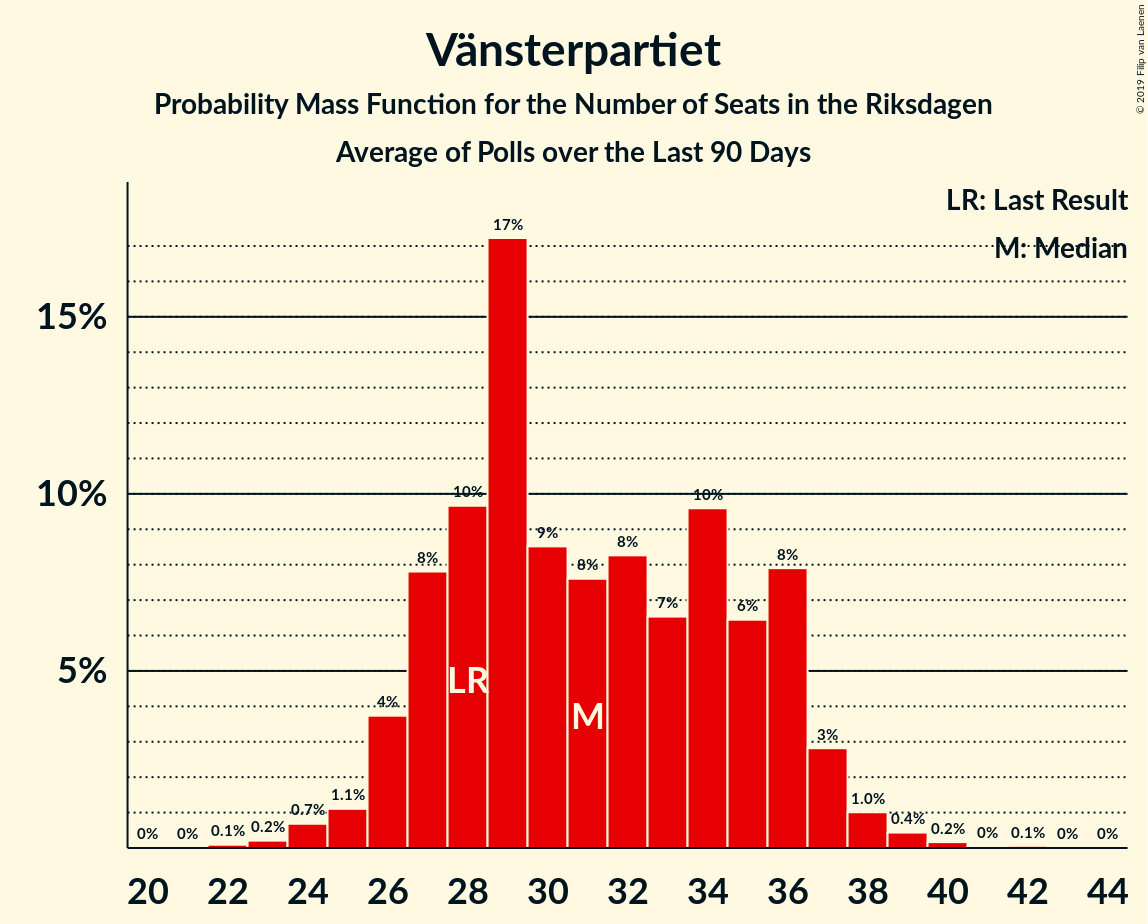 Vänsterpartiet
Probability Mass Function for the Number of Seats in the Riksdagen
Average of Polls over the Last 90 Days
© 2019 Filip van Laenen
LR: Last Result
M: Median
15%
10%
5%
0% 0% 0.1% 0.2% 0.7% 1.1% 4% 8% 10% 17% 9% 8% 8% 7% 10% 6% 8% 3% 1.0% 0.4% 0.2% 0% 0.1% 0% 0%
LR
M
20 22 24 26 28 30 32 34 36 38 40 42 44